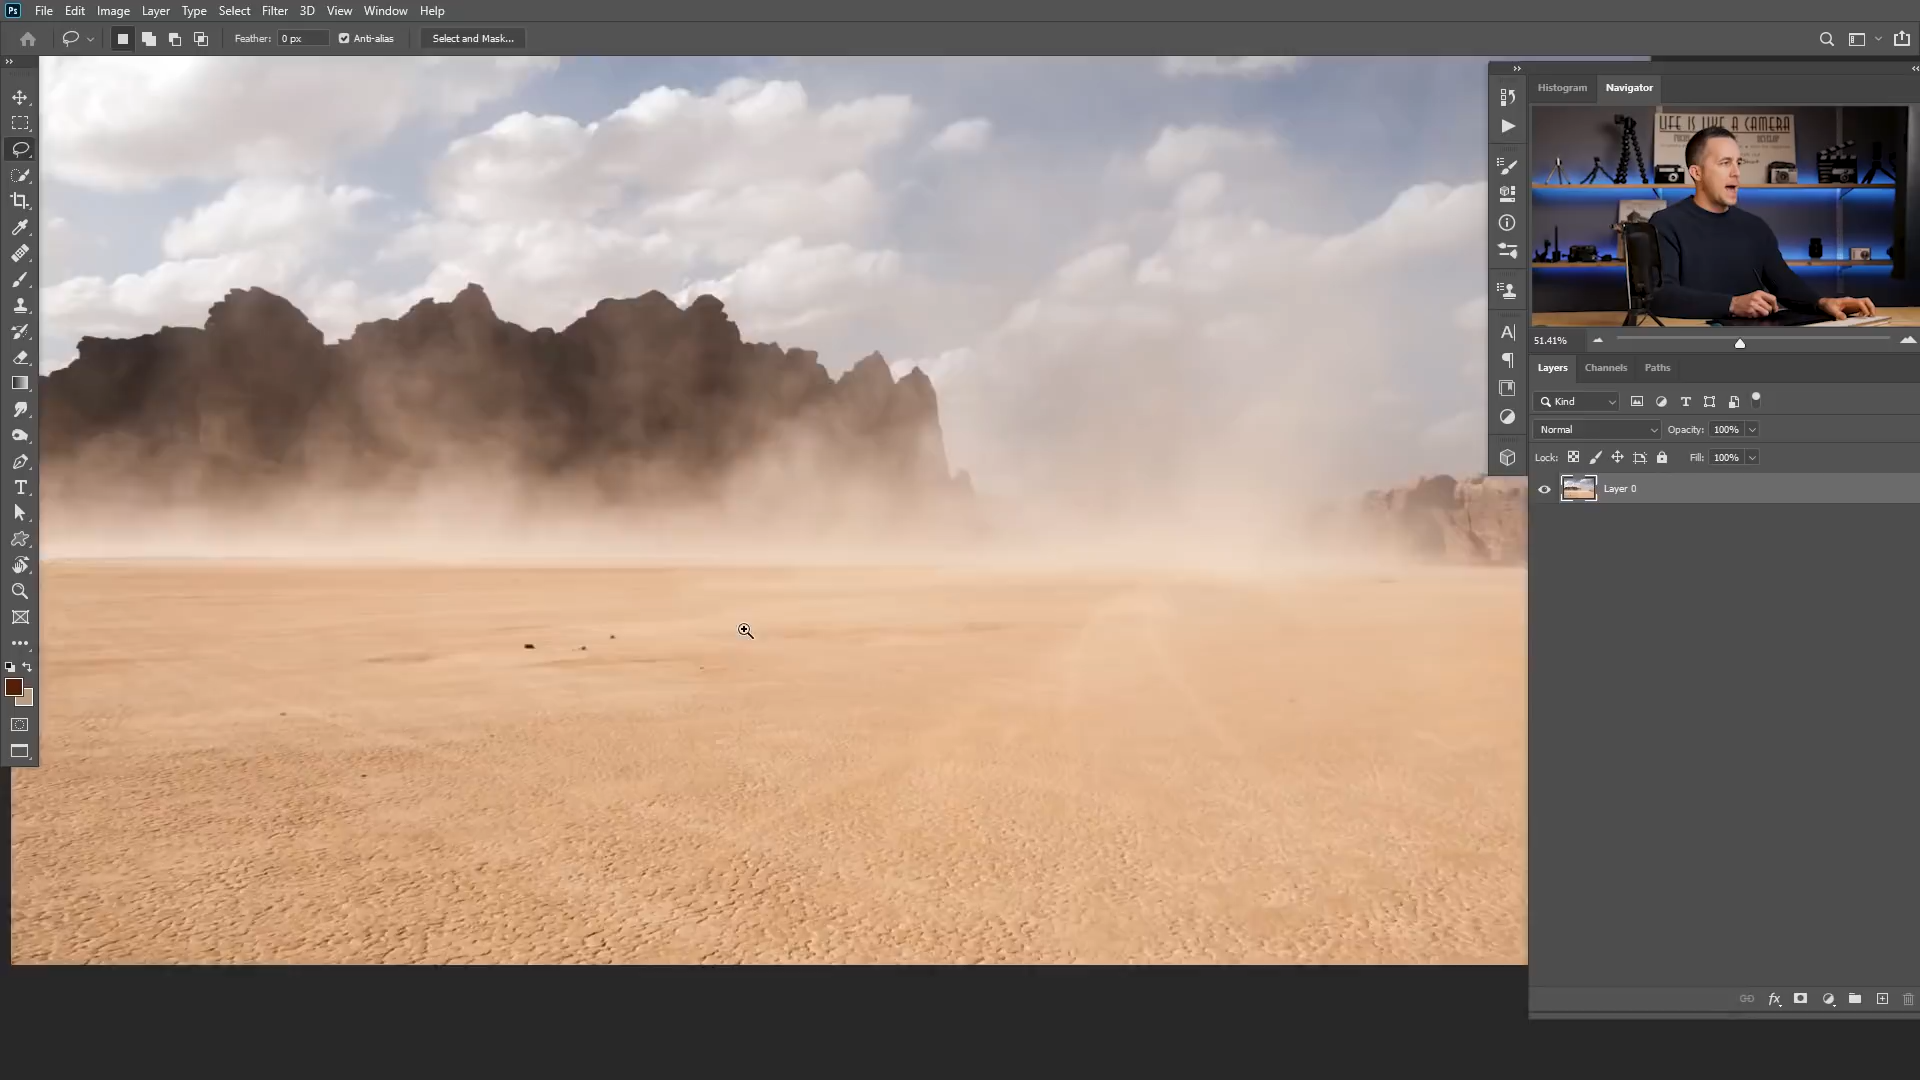 Ps File Edit Image Layer Type Select Filter 3D View Window Help
Feather: 0 px Anti-alias Select and Mask...
Histogram Navigator
LIFE IS LIKE A CAMERA
51.41%
Layers Channels Paths
Kind
Normal Opacity: 100%
Lock: Fill: 100%
Layer 0
fx